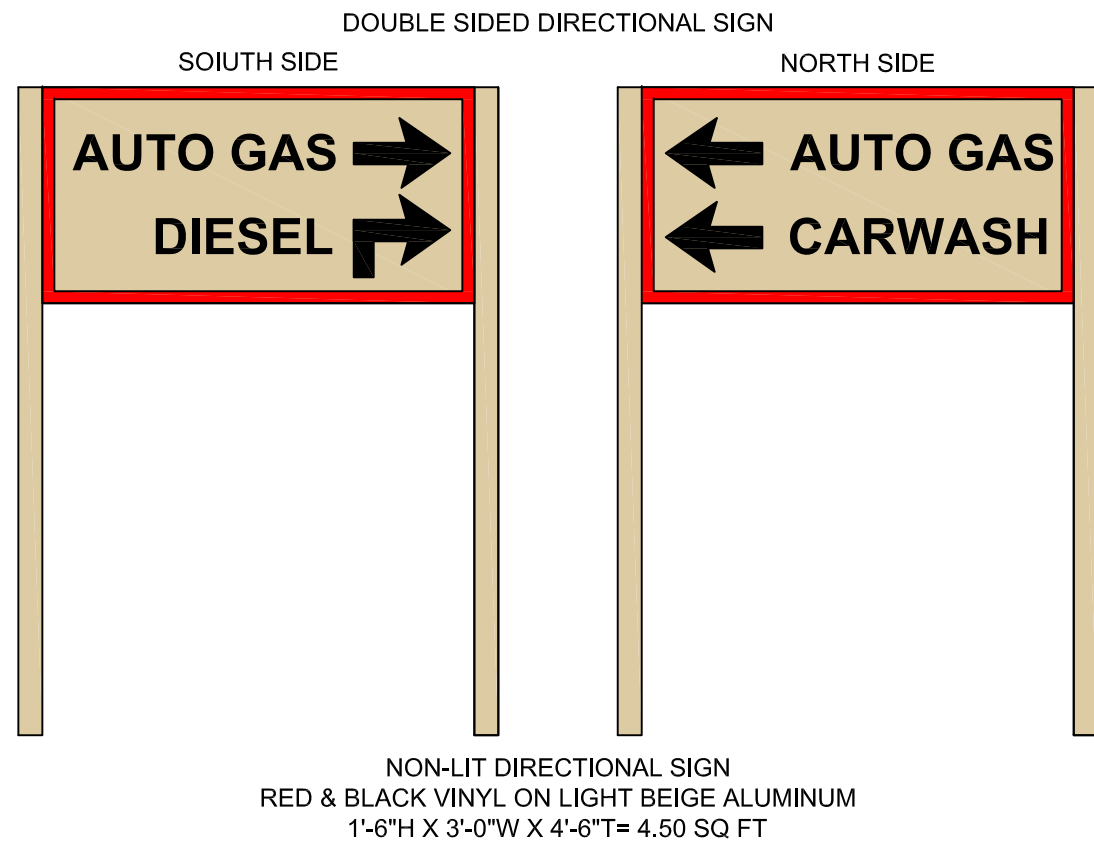 DOUBLE SIDED DIRECTIONAL SIGN
SOIUTH SIDE
AUTO GAS
DIESEL
NORTH SIDE
AUTO GAS
CARWASH
NON-LIT DIRECTIONAL SIGN
RED & BLACK VINYL ON LIGHT BEIGE ALUMINUM
1'-6"H X 3'-0"W X 4'-6"T= 4.50 SQ FT